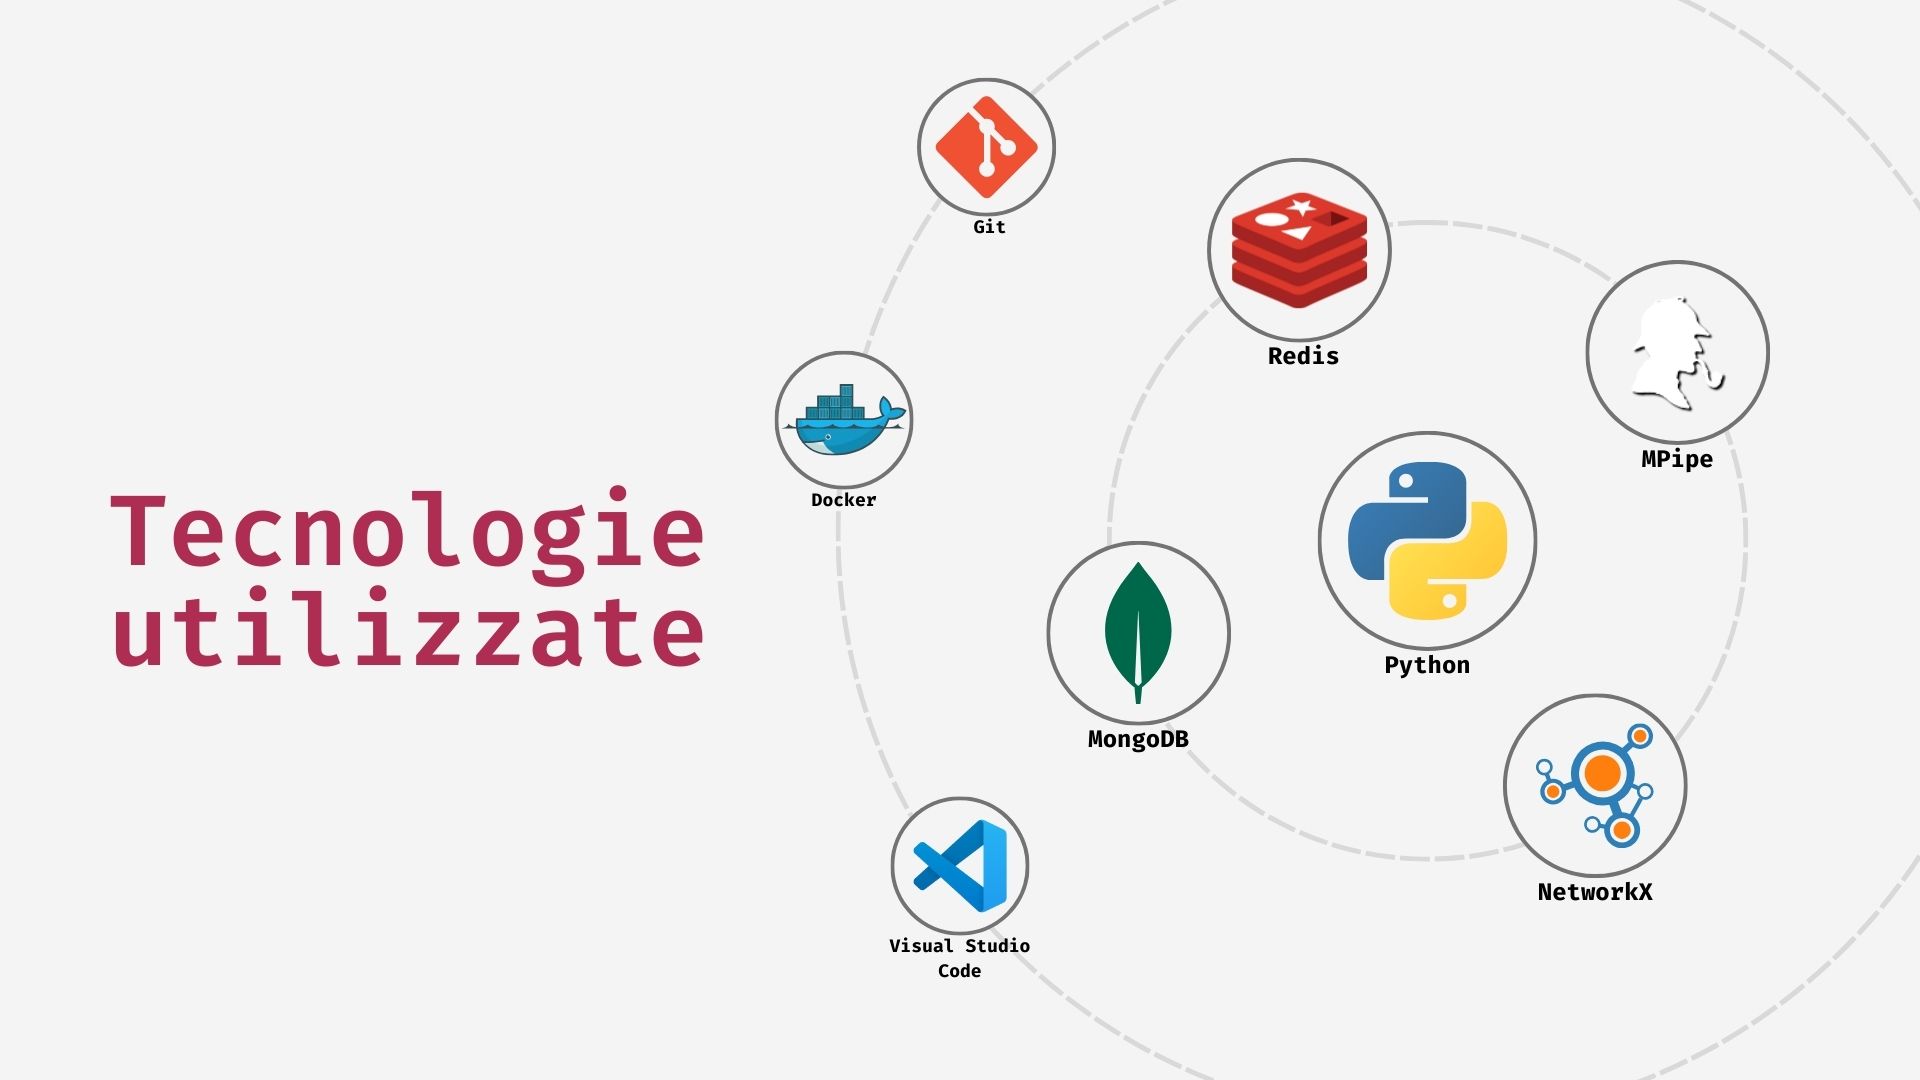 Tecnologie
utilizzate
Git
Redis
MPipe
Docker
Python
MongoDB
NetworkX
Visual Studio
Code